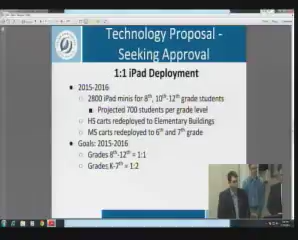 Technology Proposal -
Seeking Approval
1:1 iPad Deployment
• 2015-2016
○ 2800 iPad minis for 8th, 10th-12th grade students
■ Projected 700 students per grade level
○ HS carts redeployed to Elementary Buildings
○ MS carts redeployed to 6th and 7th grade
• Goals: 2015-2016
○ Grades 8th-12th = 1:1
○ Grades K-7th = 1:2